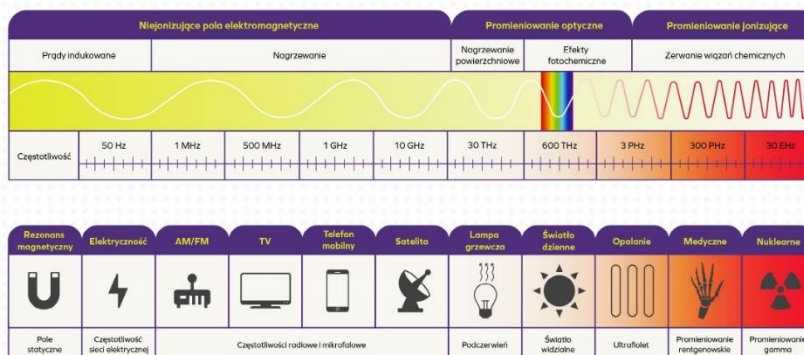 Niejonizujące pola elektromagnetyczne
Promieniowanie optyczne
Promieniowanie jonizujące
Prądy indukowane
Nagrzewanie
Nagrzewanie powierzchniowe
Efekty fotochemiczne
Zerwanie wiązań chemicznych
Częstotliwość
50 Hz
1 MHz
500 MHz
1 GHz
10 GHz
30 THz
600 THz
3 PHz
300 PHz
30 EHz
Rezonans magnetyczny
Elektryczność
AM/FM
TV
Telefon mobilny
Satelita
Lampa grzewcza
Światło dzienne
Opalanie
Medyczne
Nuklearne
Pole statyczne
Częstotliwość sieci elektrycznej
Częstotliwości radiowe i mikrofalowe
Podczerwień
Światło widzialne
Ultrafiolet
Promieniowanie rentgenowskie
Promieniowanie gamma